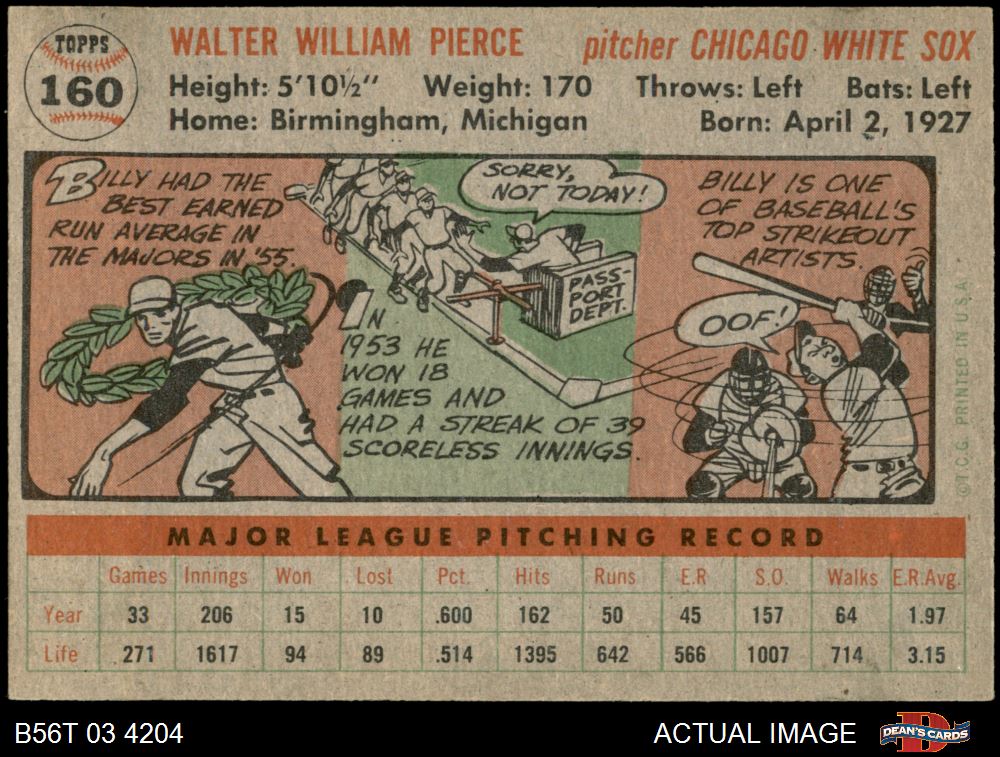 TOPPS
160
WALTER WILLIAM PIERCE pitcher CHICAGO WHITE SOX
Height: 5'10½" Weight: 170 Throws: Left Bats: Left
Home: Birmingham, Michigan Born: April 2, 1927
BILLY HAD THE
BEST EARNED
RUN AVERAGE IN
THE MAJORS IN '55.
SORRY,
NOT TODAY!
PASS-
PORT
DEPT.
IN
1953 HE
WON 18
GAMES AND
HAD A STREAK OF 39
SCORELESS INNINGS.
BILLY IS ONE
OF BASEBALL'S
TOP STRIKEOUT
ARTISTS.
OOF!
©T.C.G. PRINTED IN U.S.A.
MAJOR LEAGUE PITCHING RECORD
Games Innings Won Lost Pct. Hits Runs E.R S.O. Walks E.R.Avg.
Year 33 206 15 10 .600 162 50 45 157 64 1.97
Life 271 1617 94 89 .514 1395 642 566 1007 714 3.15
B56T 03 4204 ACTUAL IMAGE DEAN'S CARDS